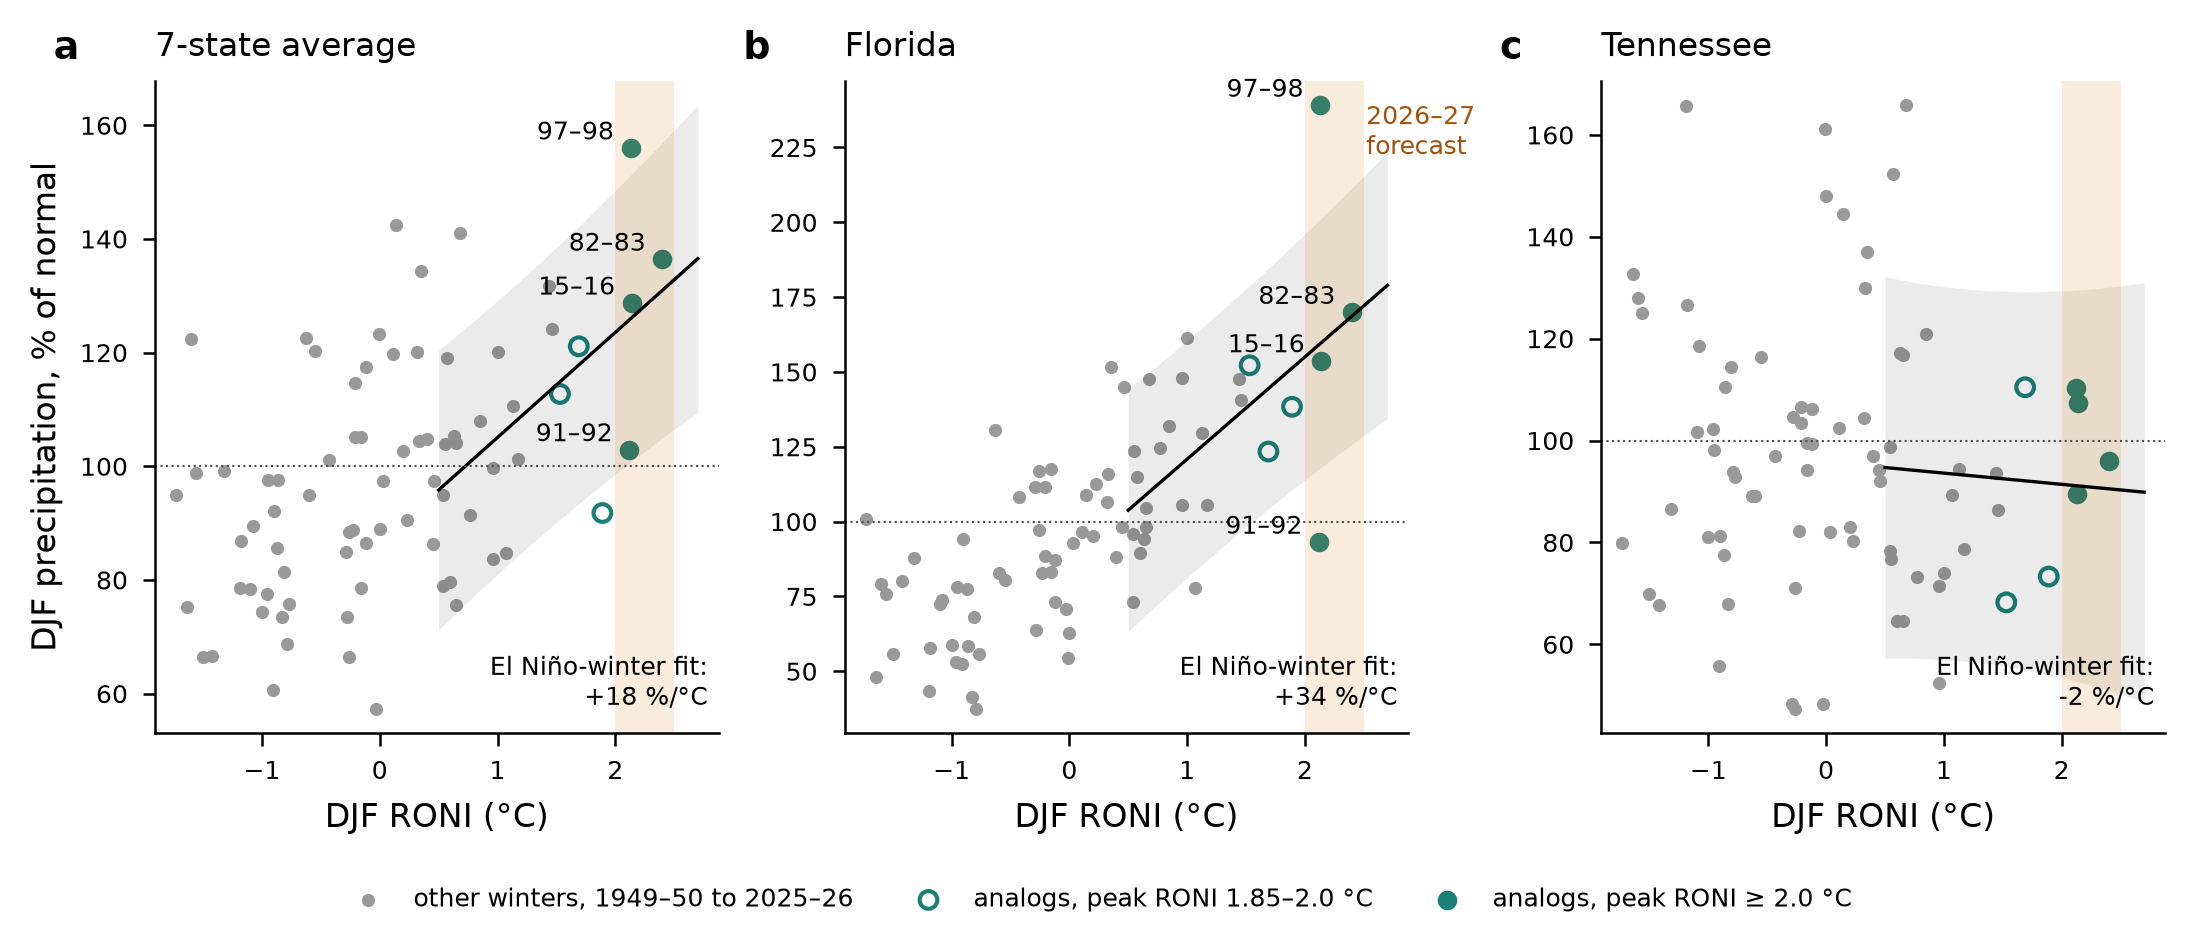 a 7-state average
DJF precipitation, % of normal
160
140
120
100
80
60
97–98
82–83
15–16
91–92
El Niño-winter fit:
+18 %/°C
−1 0 1 2
DJF RONI (°C)
b Florida
225
200
175
150
125
100
75
50
97–98
2026–27
forecast
82–83
15–16
91–92
El Niño-winter fit:
+34 %/°C
−1 0 1 2
DJF RONI (°C)
c Tennessee
160
140
120
100
80
60
El Niño-winter fit:
-2 %/°C
−1 0 1 2
DJF RONI (°C)
other winters, 1949–50 to 2025–26
analogs, peak RONI 1.85–2.0 °C
analogs, peak RONI ≥ 2.0 °C